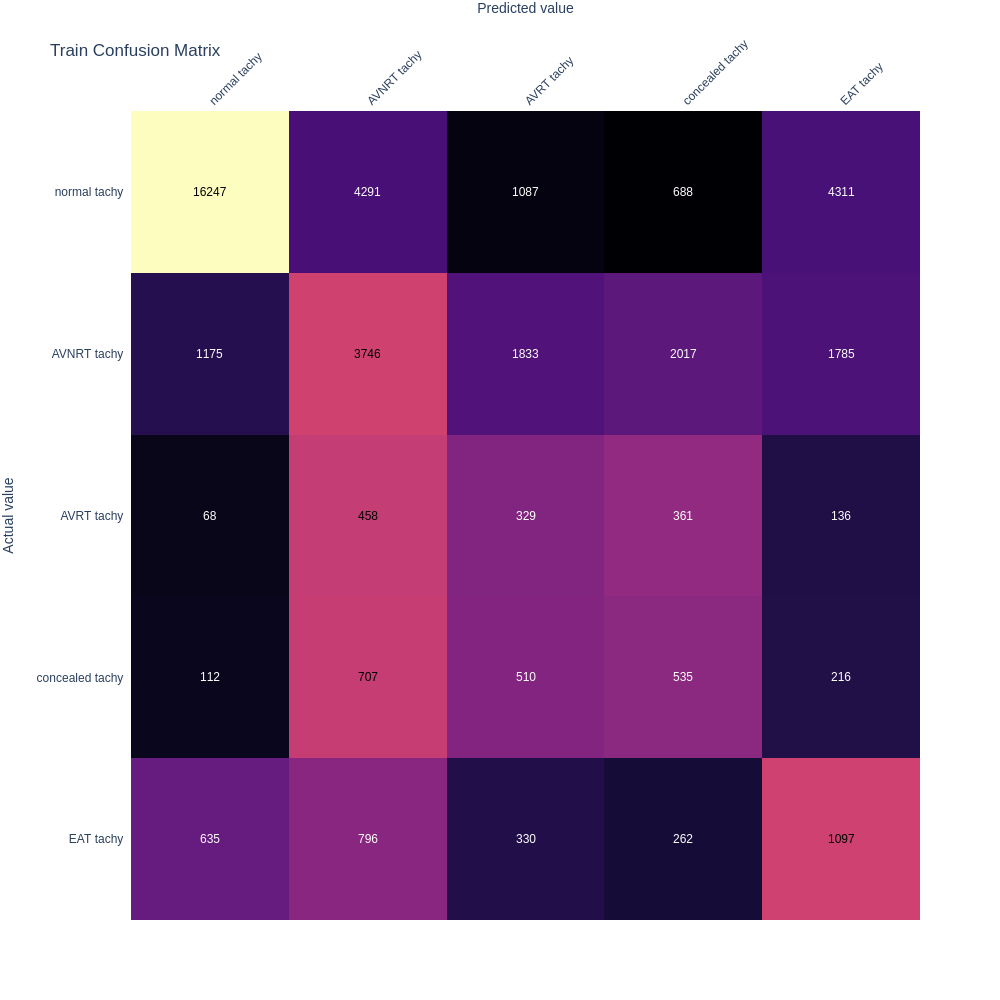 Predicted value
Train Confusion Matrix
normal tachy
AVNRT tachy
AVRT tachy
concealed tachy
EAT tachy
normal tachy 16247 4291 1087 688 4311
AVNRT tachy 1175 3746 1833 2017 1785
AVRT tachy 68 458 329 361 136
concealed tachy 112 707 510 535 216
EAT tachy 635 796 330 262 1097
Actual value